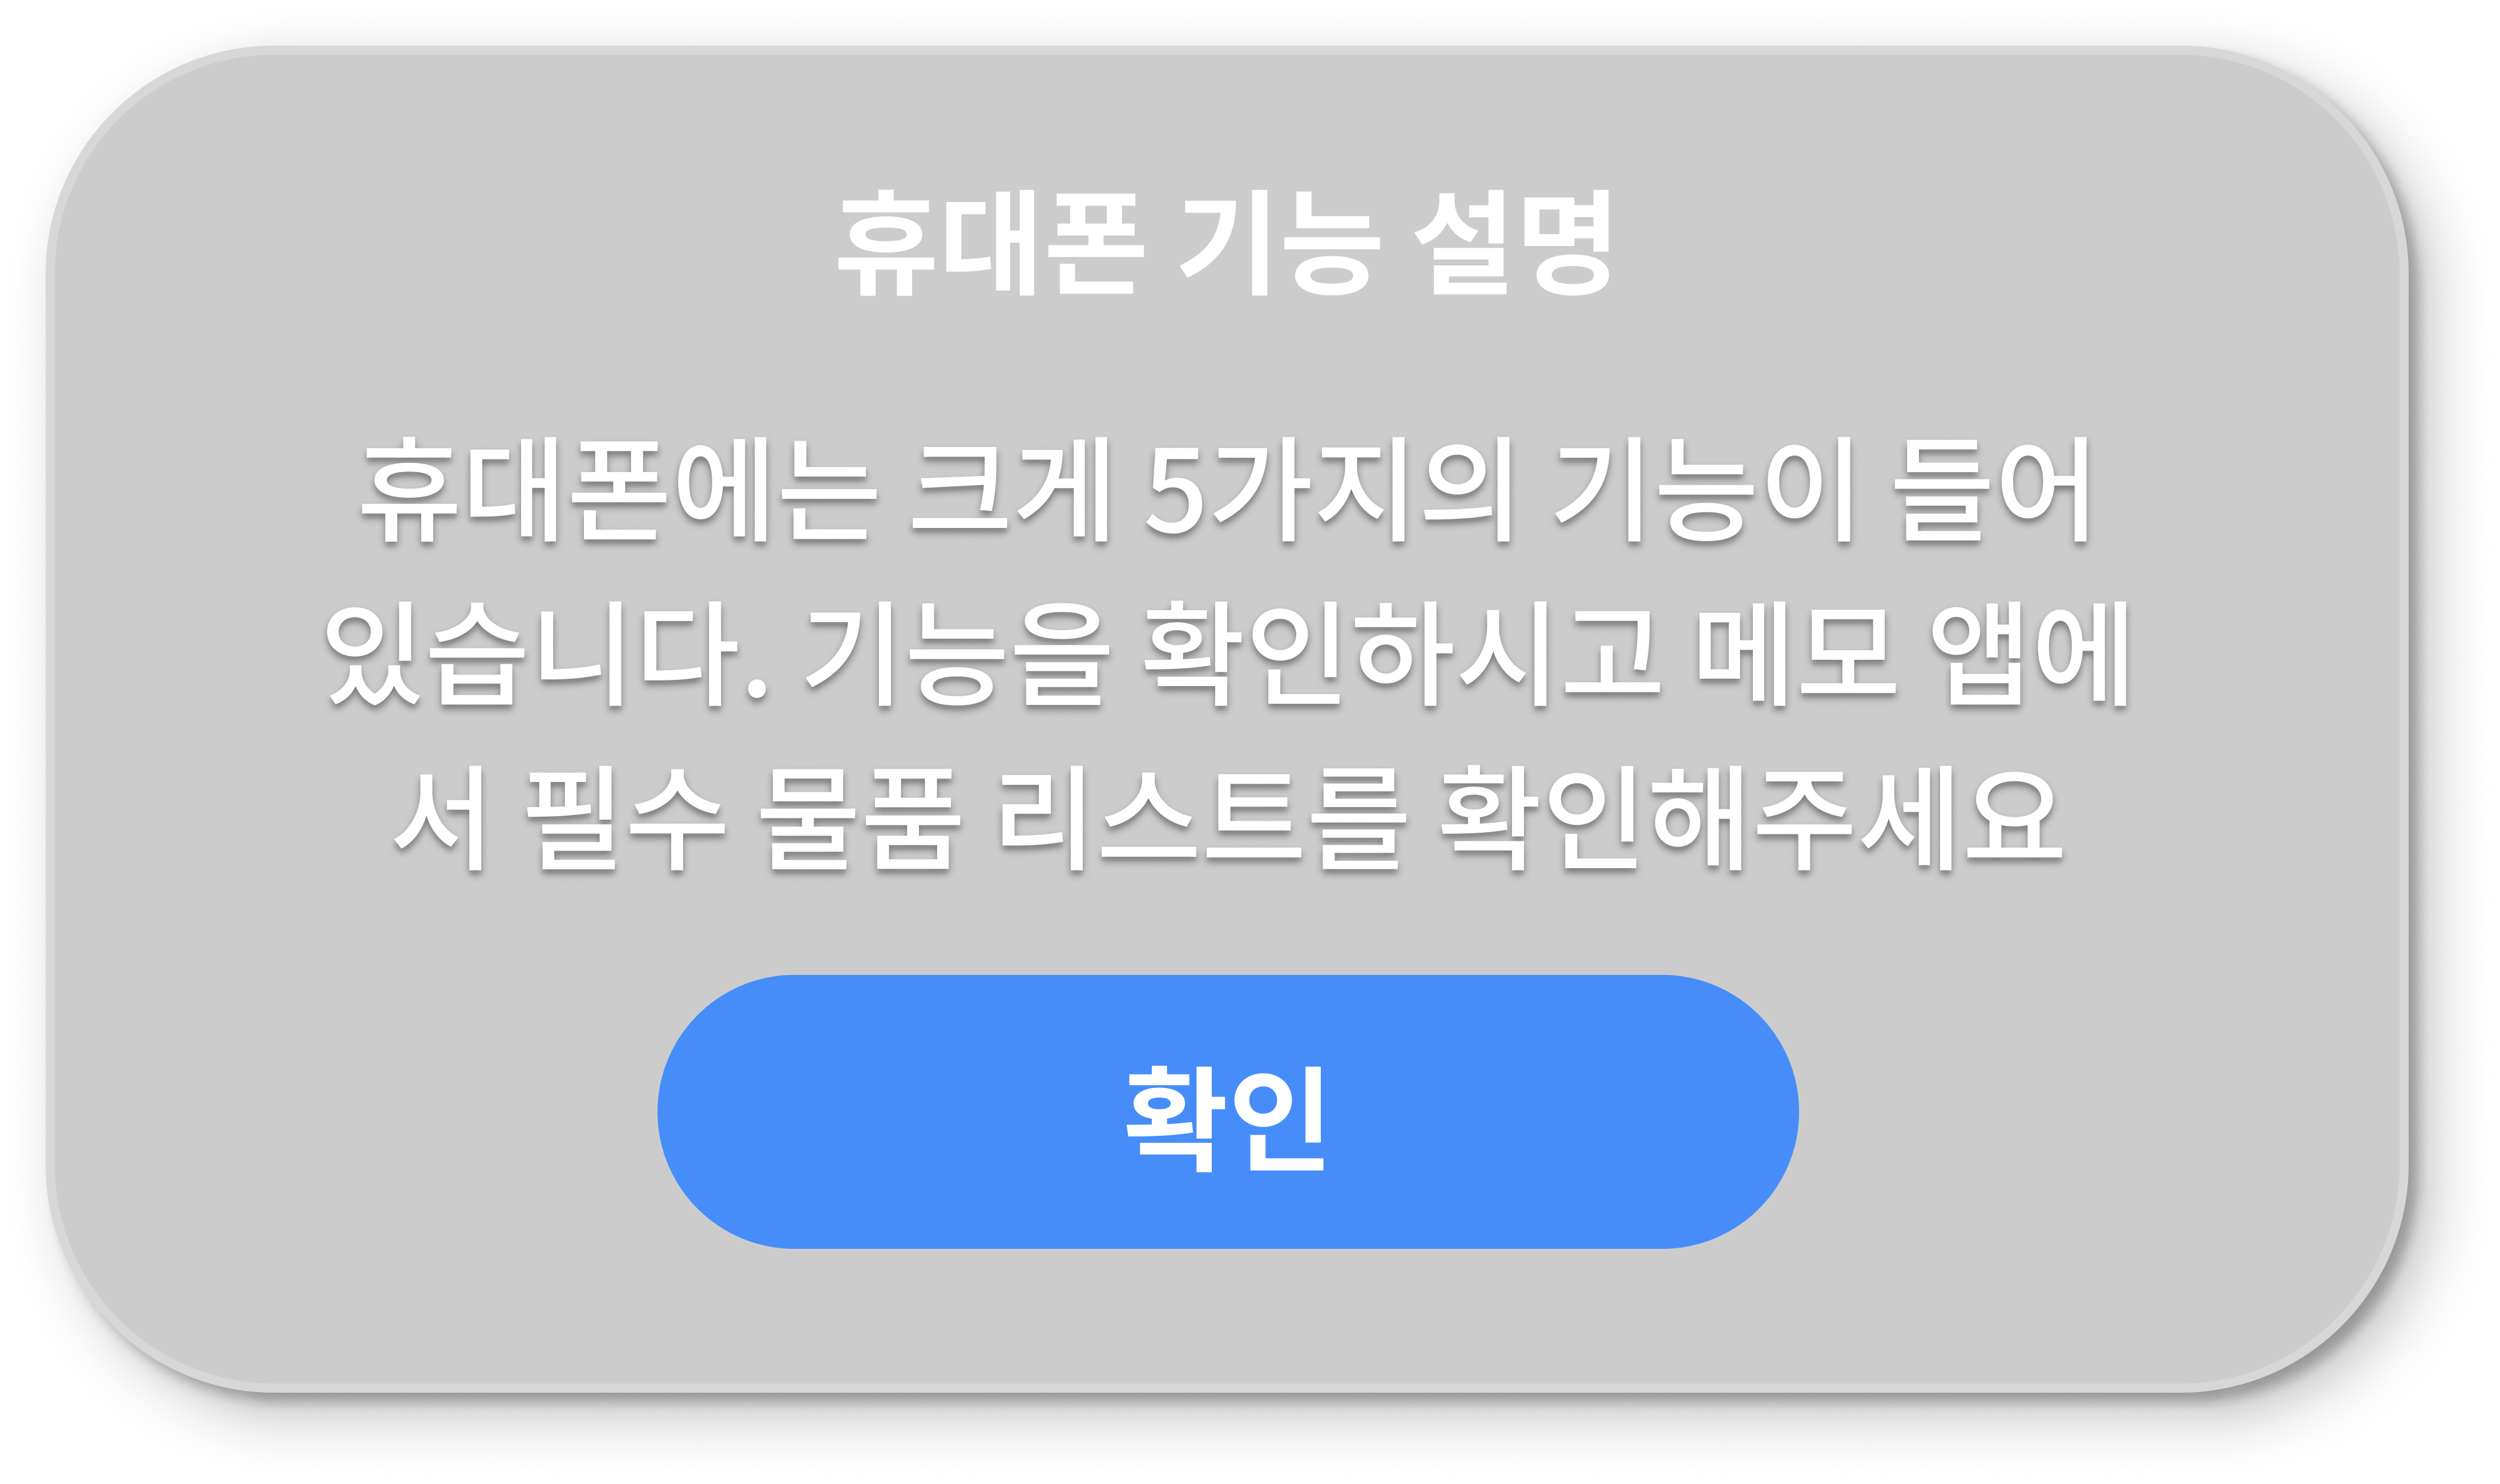 휴대폰 기능 설명
휴대폰에는 크게 5가지의 기능이 들어
있습니다. 기능을 확인하시고 메모 앱에
서 필수 물품 리스트를 확인해주세요
확인